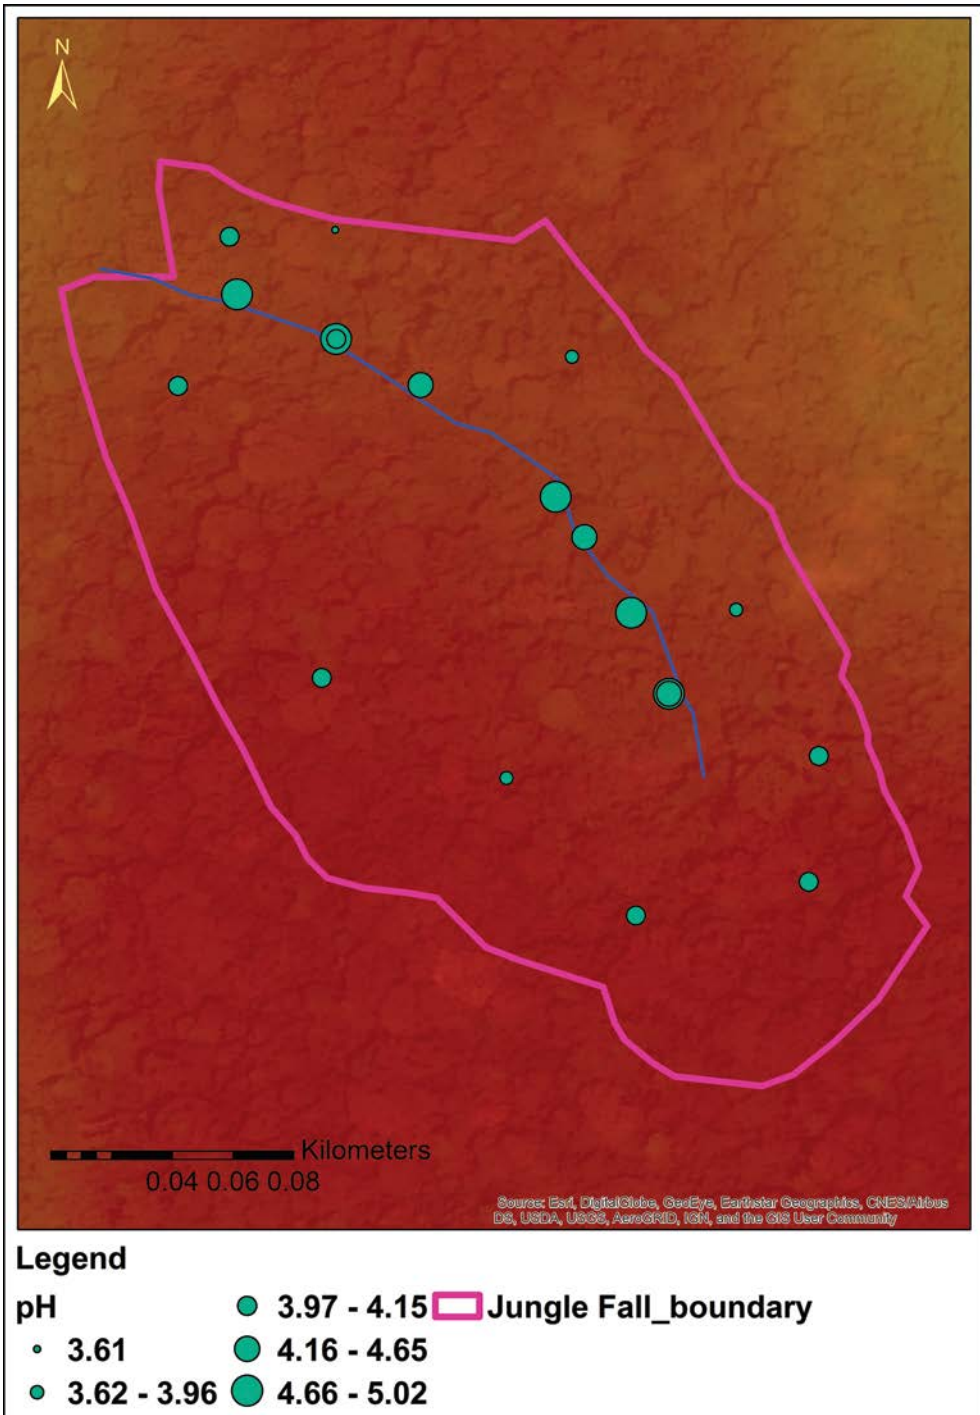 N
Kilometers
0.04 0.06 0.08
Source: Esri, DigitalGlobe, GeoEye, Earthstar Geographics, CNES/Airbus
DS, USDA, USGS, AeroGRID, IGN, and the GIS User Community
Legend
pH
3.61
3.62 - 3.96
3.97 - 4.15
4.16 - 4.65
4.66 - 5.02
Jungle Fall_boundary